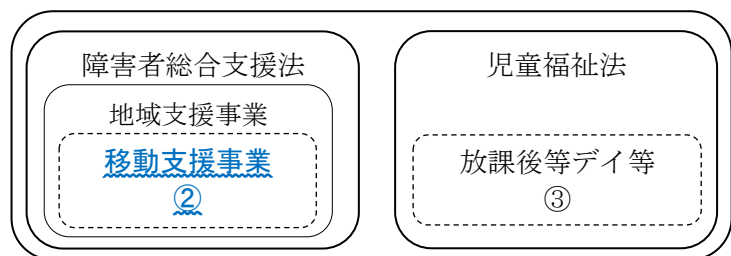 障害者総合支援法
地域支援事業
移動支援事業
②
児童福祉法
放課後等デイ等
③